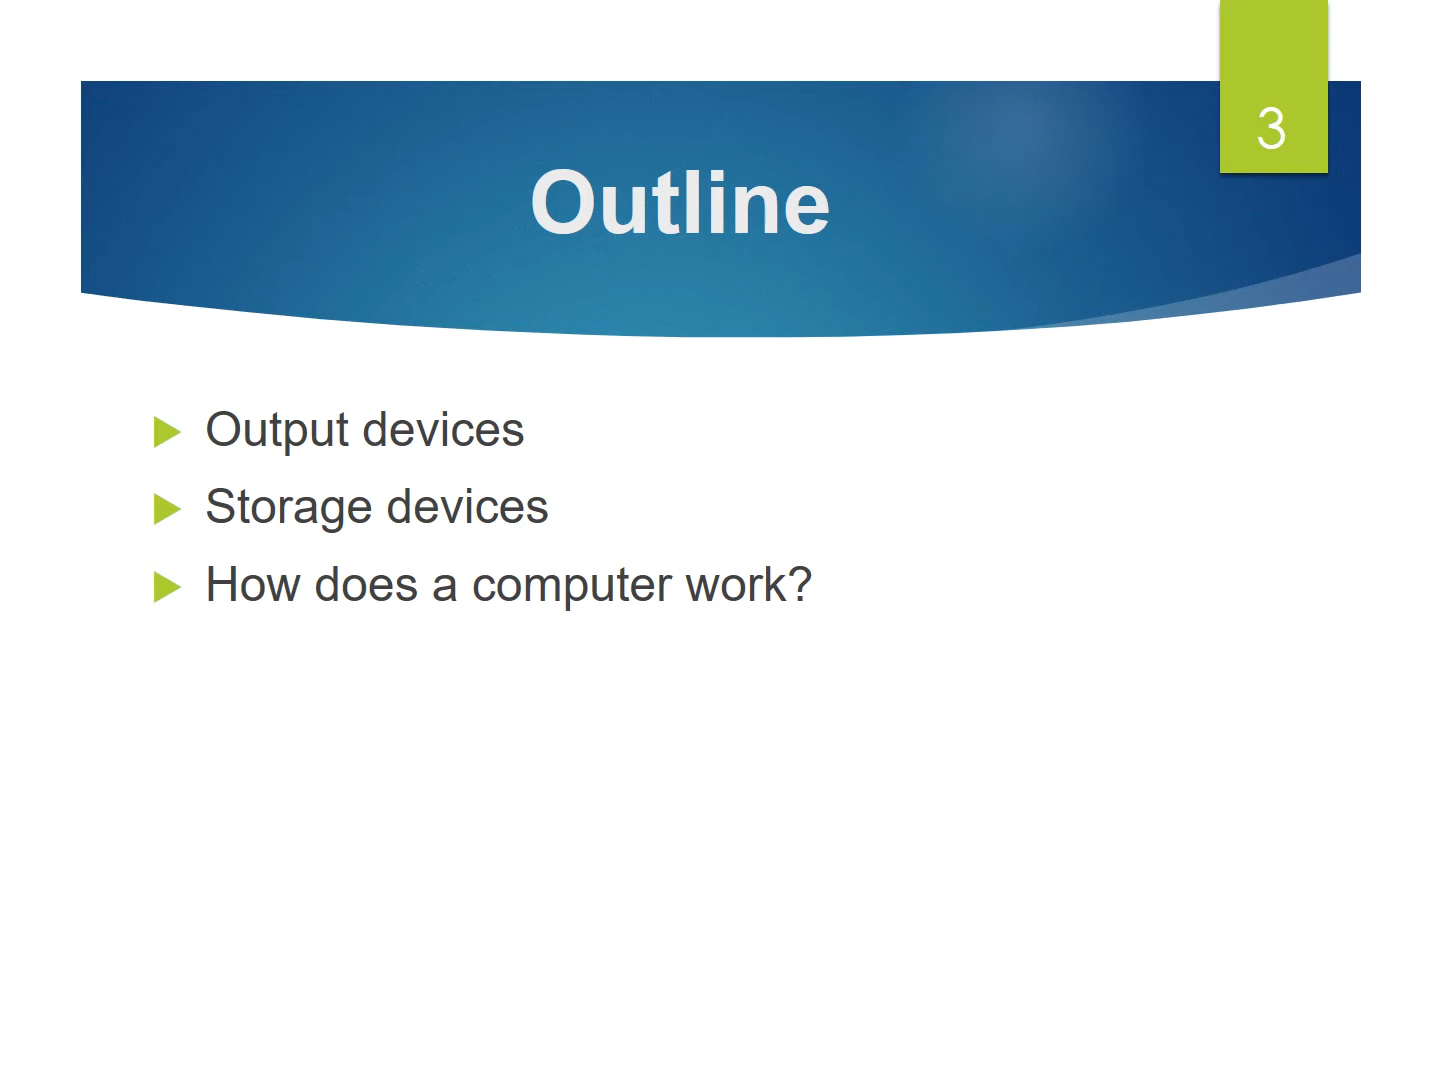 3
Outline
Output devices
Storage devices
How does a computer work?